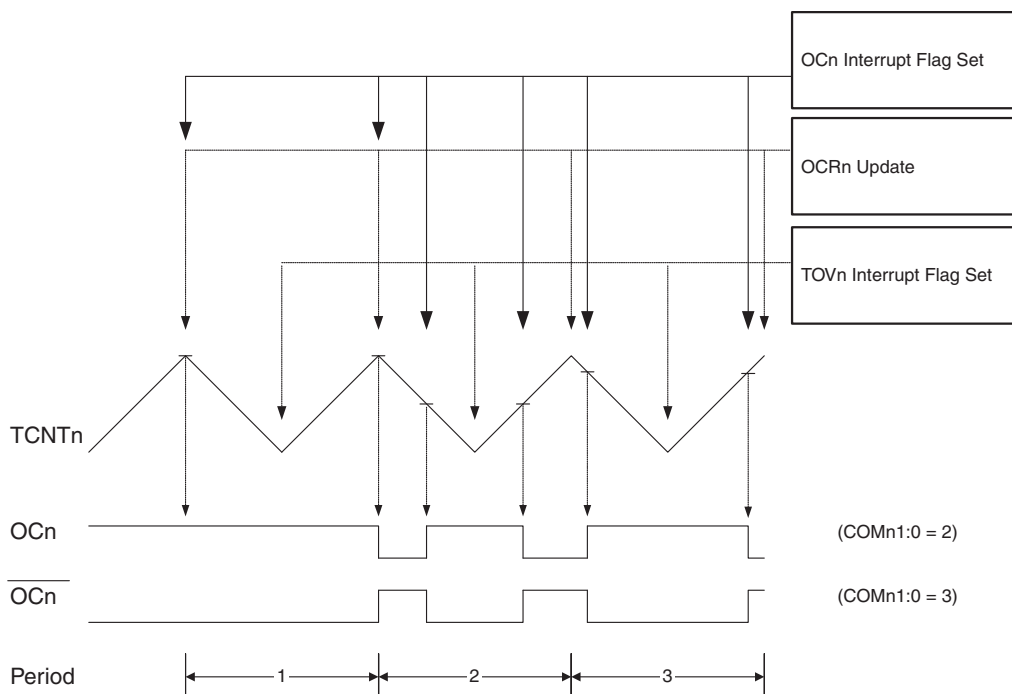 OCn Interrupt Flag Set
OCRn Update
TOVn Interrupt Flag Set
TCNTn
OCn
(COMn1:0 = 2)
OCn
(COMn1:0 = 3)
Period
1
2
3